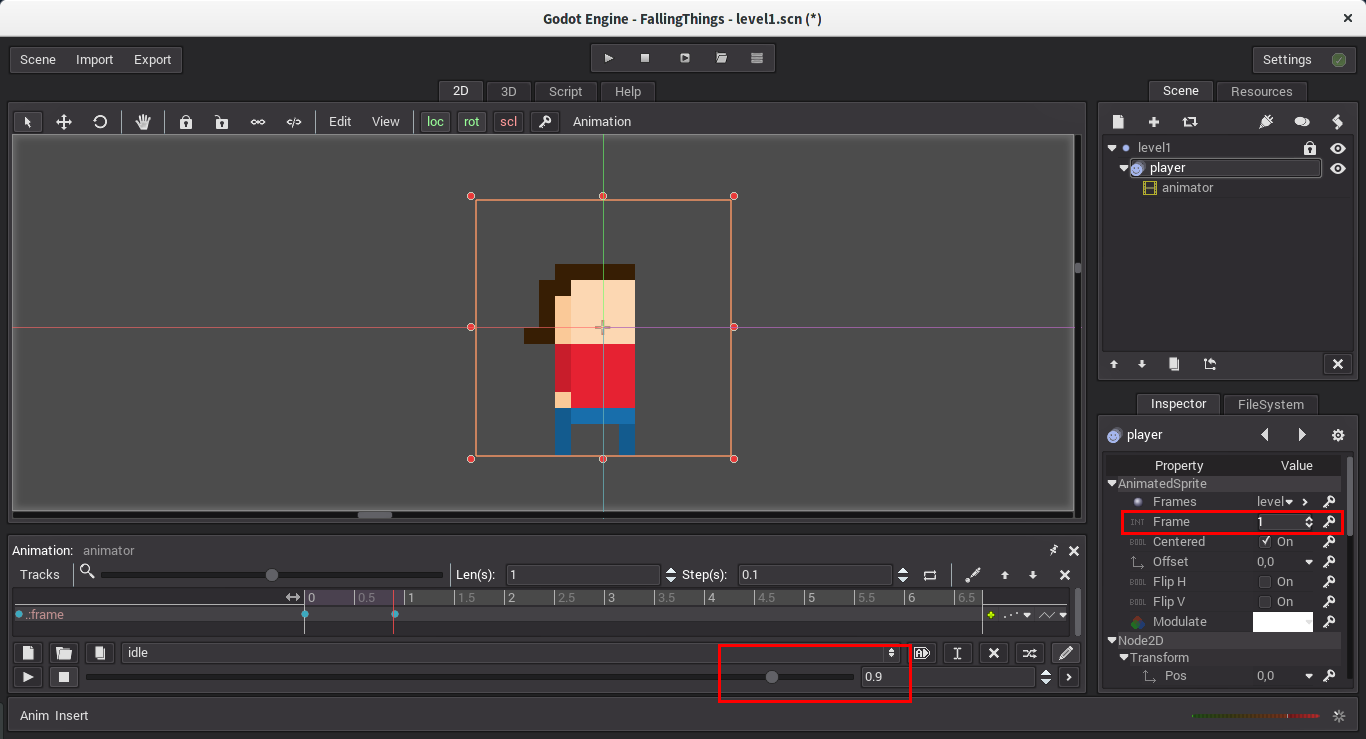 Godot Engine - FallingThings - level1.scn (*)
Scene Import Export
Settings
2D 3D Script Help
Scene Resources
Edit View loc rot scl Animation
level1
player
animator
Inspector FileSystem
player
Property Value
AnimatedSprite
Frames level
INT Frame 1
BOOL Centered On
Offset 0,0
BOOL Flip H On
BOOL Flip V On
Modulate
Node2D
Transform
Pos 0,0
Animation: animator
Tracks Len(s): 1 Step(s): 0.1
0 0.5 1 1.5 2 2.5 3 3.5 4 4.5 5 5.5 6 6.5
.:frame
idle
0.9
Anim Insert